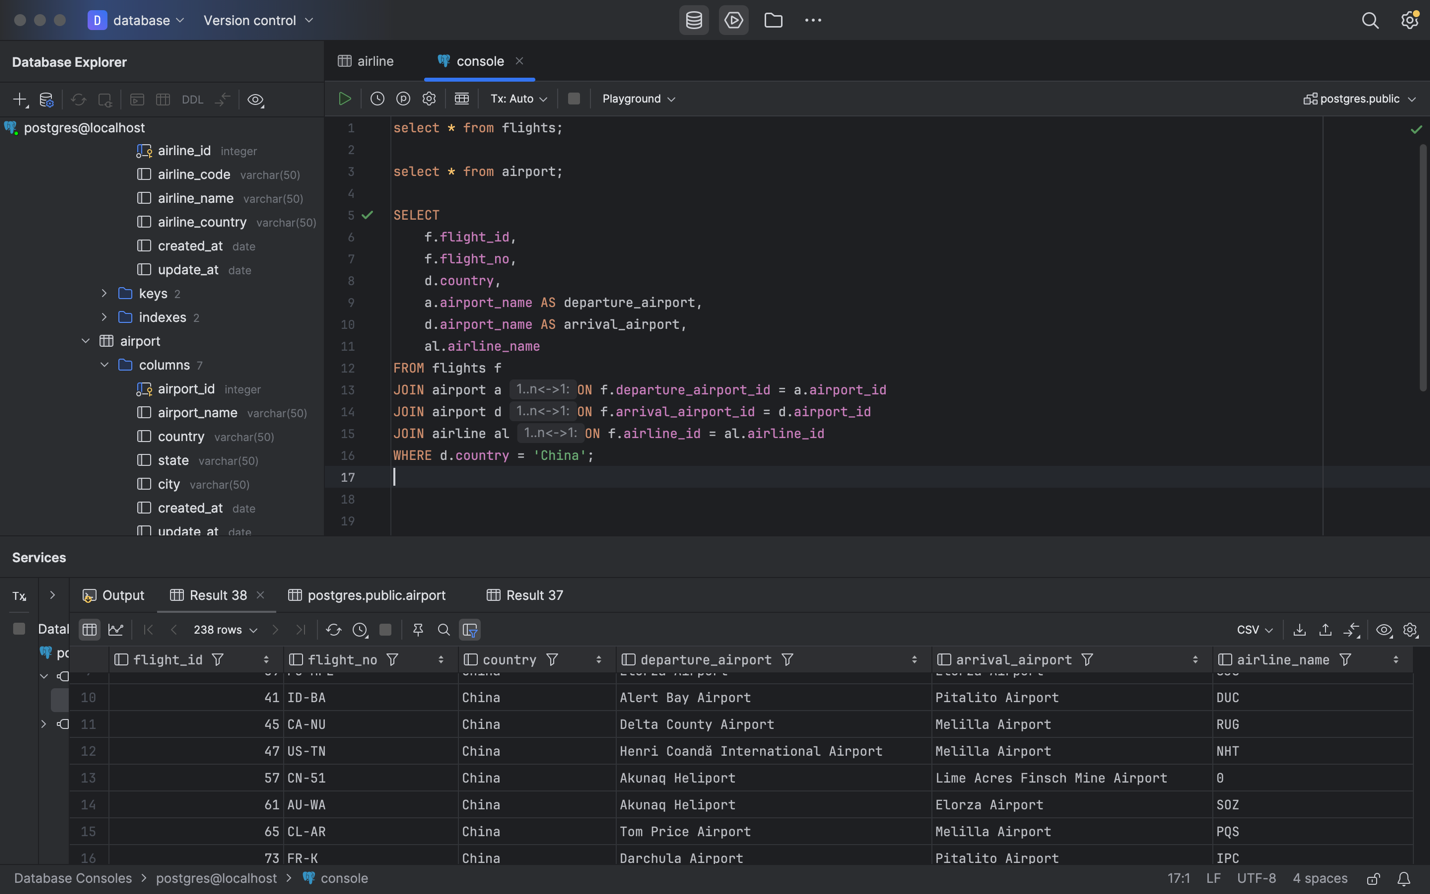 D database Version control
Database Explorer
airline
console
DDL
Tx: Auto
Playground
postgres.public
postgres@localhost
airline_id integer
airline_code varchar(50)
airline_name varchar(50)
airline_country varchar(50)
created_at date
update_at date
keys 2
indexes 2
airport
columns 7
airport_id integer
airport_name varchar(50)
country varchar(50)
state varchar(50)
city varchar(50)
created_at date
update_at date
1 select * from flights;
2
3 select * from airport;
4
5 SELECT
6 f.flight_id,
7 f.flight_no,
8 d.country,
9 a.airport_name AS departure_airport,
10 d.airport_name AS arrival_airport,
11 al.airline_name
12 FROM flights f
13 JOIN airport a 1..n<->1: ON f.departure_airport_id = a.airport_id
14 JOIN airport d 1..n<->1: ON f.arrival_airport_id = d.airport_id
15 JOIN airline al 1..n<->1: ON f.airline_id = al.airline_id
16 WHERE d.country = 'China';
17
18
19
Services
Tx
Output Result 38 postgres.public.airport Result 37
Datal
po
238 rows
CSV
flight_id flight_no country departure_airport arrival_airport airline_name
10 41 ID-BA China Alert Bay Airport Pitalito Airport DUC
11 45 CA-NU China Delta County Airport Melilla Airport RUG
12 47 US-TN China Henri Coandă International Airport Melilla Airport NHT
13 57 CN-51 China Akunaq Heliport Lime Acres Finsch Mine Airport 0
14 61 AU-WA China Akunaq Heliport Elorza Airport SOZ
15 65 CL-AR China Tom Price Airport Melilla Airport PQS
16 73 FR-K China Darchula Airport Pitalito Airport IPC
Database Consoles > postgres@localhost > console
17:1 LF UTF-8 4 spaces